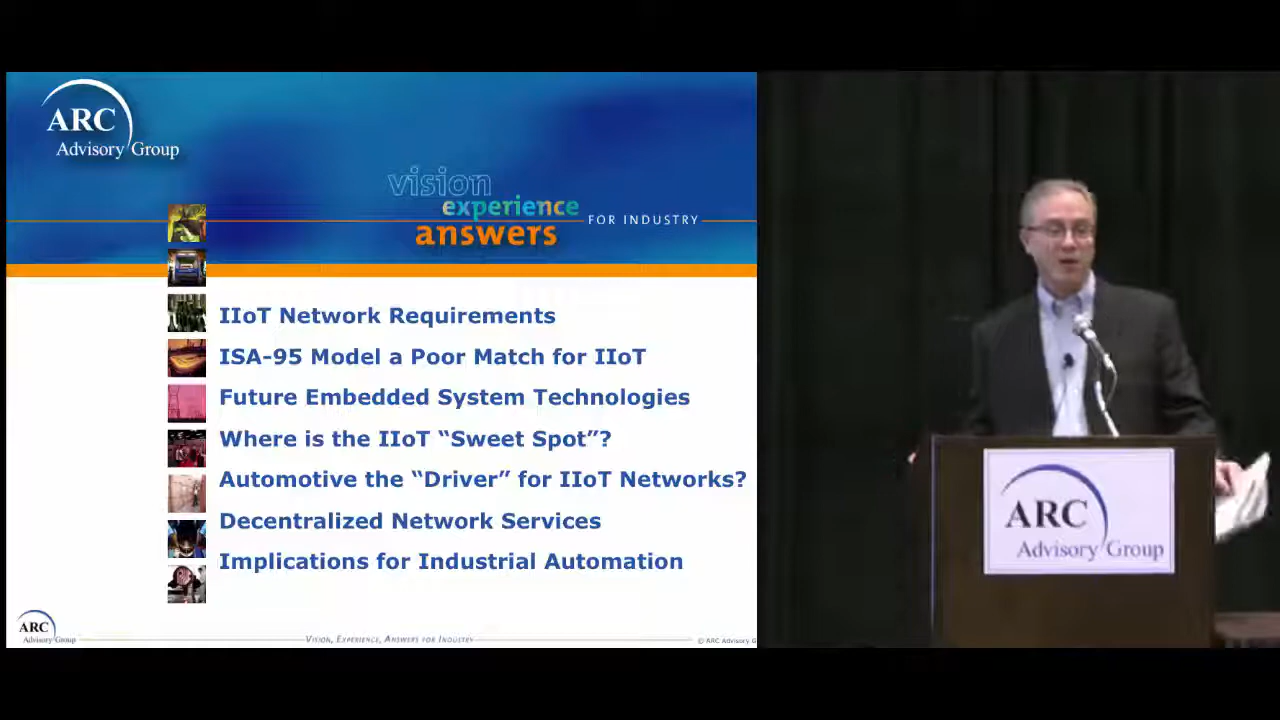 ARC
Advisory Group
vision
experience
FOR INDUSTRY
answers
IIoT Network Requirements
ISA-95 Model a Poor Match for IIoT
Future Embedded System Technologies
Where is the IIoT “Sweet Spot”?
Automotive the “Driver” for IIoT Networks?
Decentralized Network Services
Implications for Industrial Automation
ARC
Advisory Group
VISION, EXPERIENCE, ANSWERS FOR INDUSTRY
© ARC Advisory G
ARC
Advisory Group